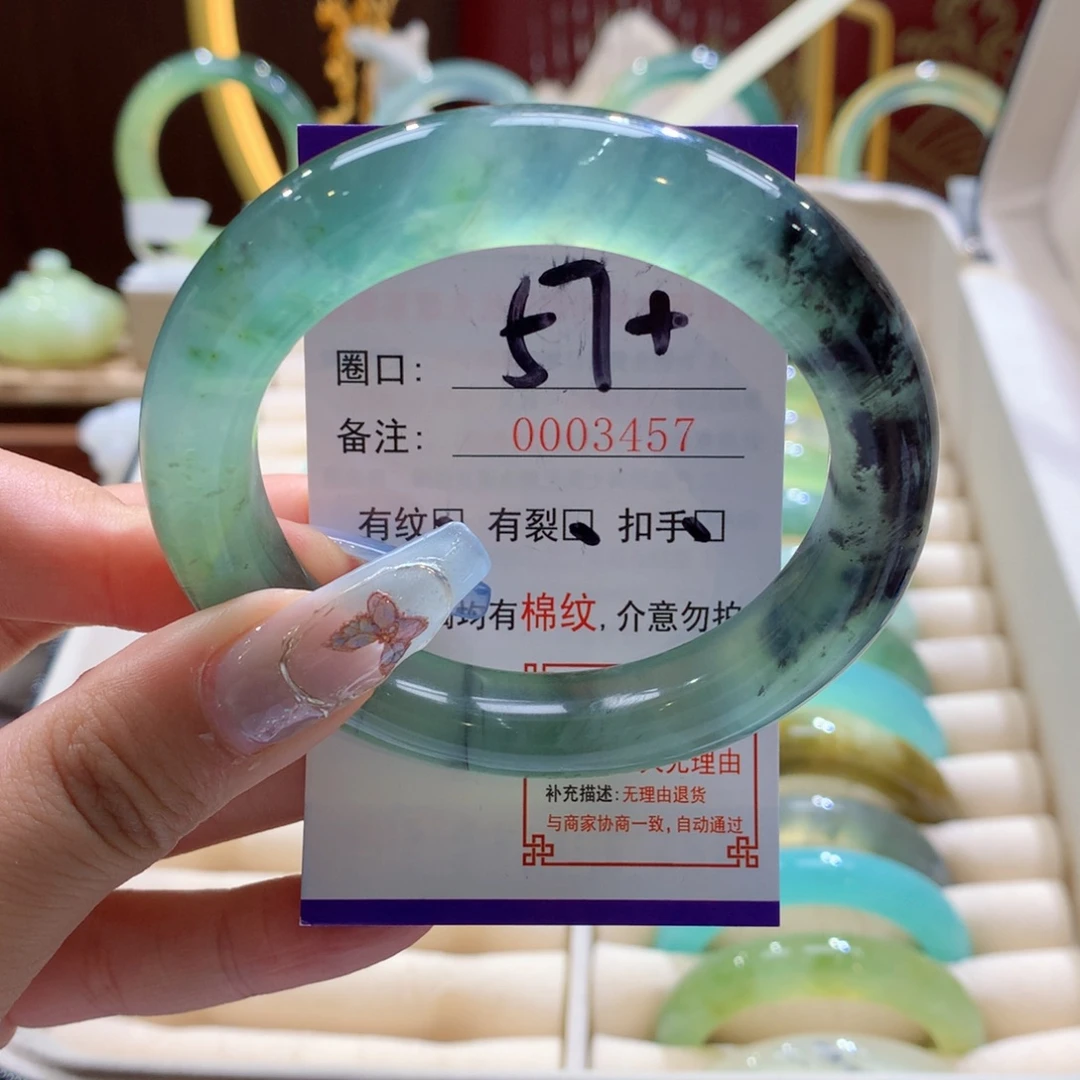 圈口: 57+
备注: 0003457
有纹□ 有裂□ 扣手□
均有棉纹, 介意勿拍
无理由
补充描述:无理由退货
与商家协商一致, 自动通过